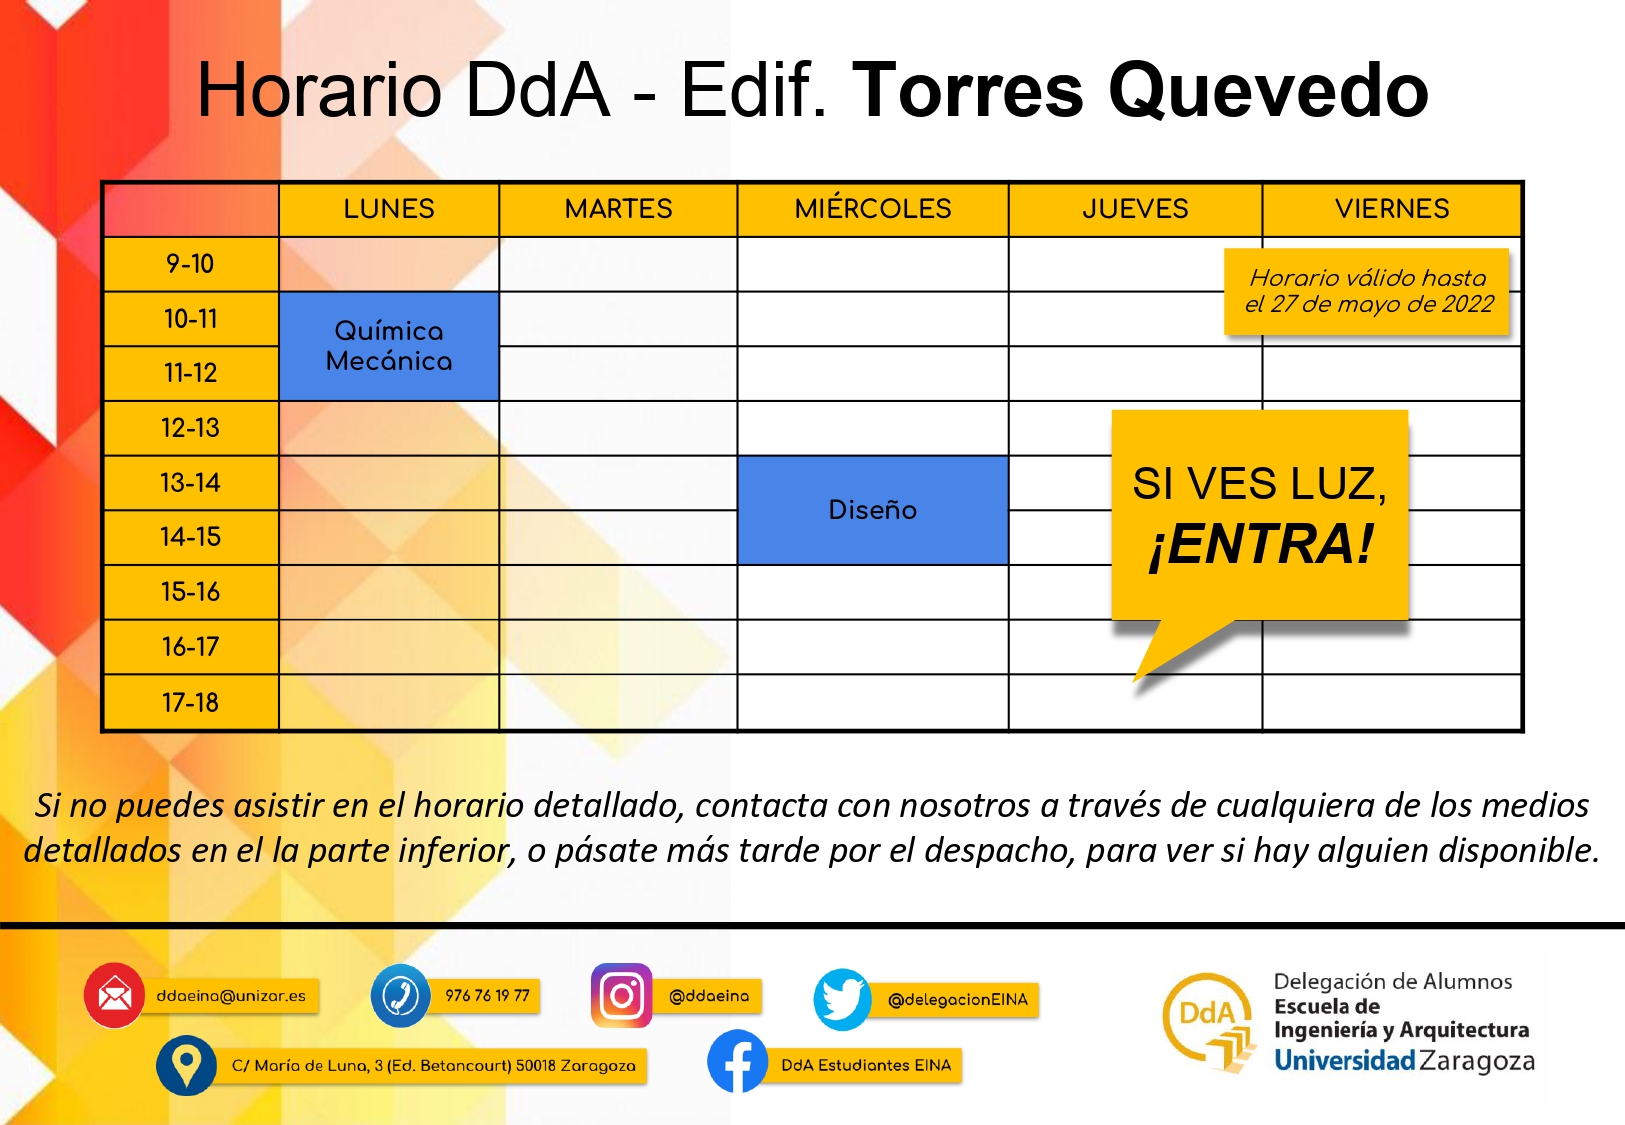 Horario DdA - Edif. Torres Quevedo
LUNES MARTES MIÉRCOLES JUEVES VIERNES
9-10
Horario válido hasta
el 27 de mayo de 2022
10-11
Química
Mecánica
11-12
12-13
13-14
Diseño
14-15
SI VES LUZ,
¡ENTRA!
15-16
16-17
17-18
Si no puedes asistir en el horario detallado, contacta con nosotros a través de cualquiera de los medios
detallados en el la parte inferior, o pásate más tarde por el despacho, para ver si hay alguien disponible.
ddaeina@unizar.es
976 76 19 77
@ddaeina
@delegacionEINA
C/ María de Luna, 3 (Ed. Betancourt) 50018 Zaragoza
DdA Estudiantes EINA
DdA
Delegación de Alumnos
Escuela de
Ingeniería y Arquitectura
Universidad Zaragoza